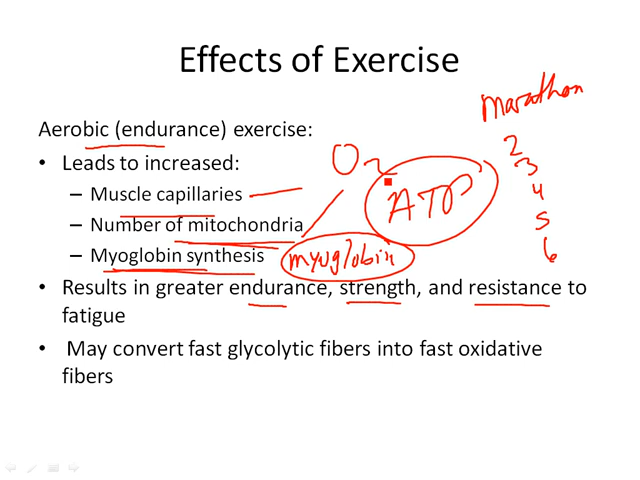 Effects of Exercise
Marathon
Aerobic (endurance) exercise:
• Leads to increased:
– Muscle capillaries
– Number of mitochondria
– Myoglobin synthesis
O2
ATP
myoglobin
2
3
4
5
6
• Results in greater endurance, strength, and resistance to
fatigue
• May convert fast glycolytic fibers into fast oxidative
fibers